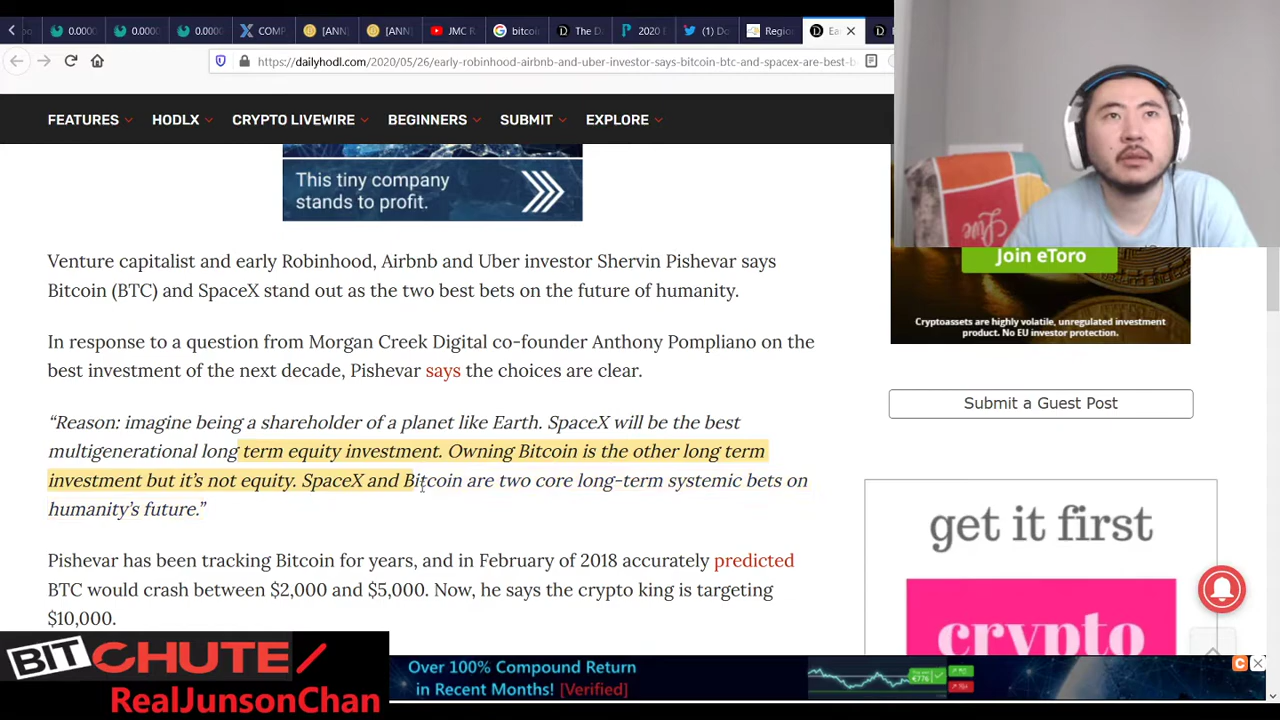 0.0000
0.0000
0.0000
COMP
[ANN]
[ANN]
JMC R
bitcoi
The Da
2020 E
(1) Do
Region
Ea
https://dailyhodl.com/2020/05/26/early-robinhood-airbnb-and-uber-investor-says-bitcoin-btc-and-spacex-are-best-b
FEATURES
HODLX
CRYPTO LIVEWIRE
BEGINNERS
SUBMIT
EXPLORE
This tiny company
stands to profit.
Venture capitalist and early Robinhood, Airbnb and Uber investor Shervin Pishevar says
Bitcoin (BTC) and SpaceX stand out as the two best bets on the future of humanity.
In response to a question from Morgan Creek Digital co-founder Anthony Pompliano on the
best investment of the next decade, Pishevar says the choices are clear.
“Reason: imagine being a shareholder of a planet like Earth. SpaceX will be the best
multigenerational long term equity investment. Owning Bitcoin is the other long term
investment but it’s not equity. SpaceX and Bitcoin are two core long-term systemic bets on
humanity’s future.”
Pishevar has been tracking Bitcoin for years, and in February of 2018 accurately predicted
BTC would crash between $2,000 and $5,000. Now, he says the crypto king is targeting
$10,000.
Join eToro
Cryptoassets are highly volatile, unregulated investment
product. No EU investor protection.
Submit a Guest Post
get it first
crypto
BITCHUTE
RealJunsonChan
Over 100% Compound Return
in Recent Months! [Verified]